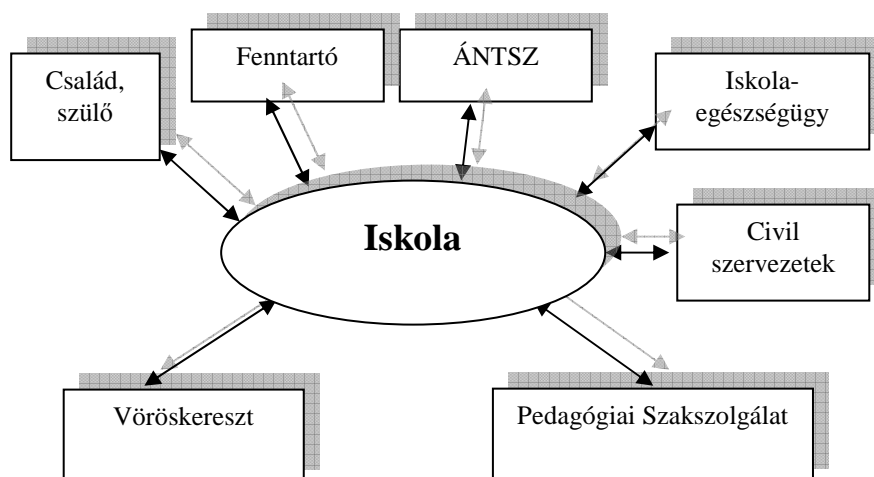 Család,
szülő
Fenntartó
ÁNTSZ
Iskola-
egészségügy
Iskola
Civil
szervezetek
Vöröskereszt
Pedagógiai Szakszolgálat